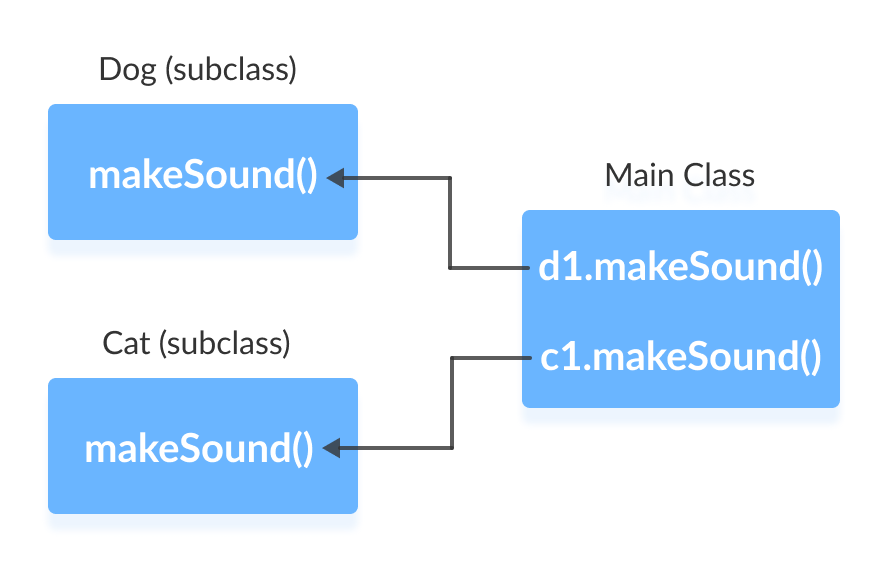 Dog (subclass)
makeSound()
Main Class
d1.makeSound()
c1.makeSound()
Cat (subclass)
makeSound()